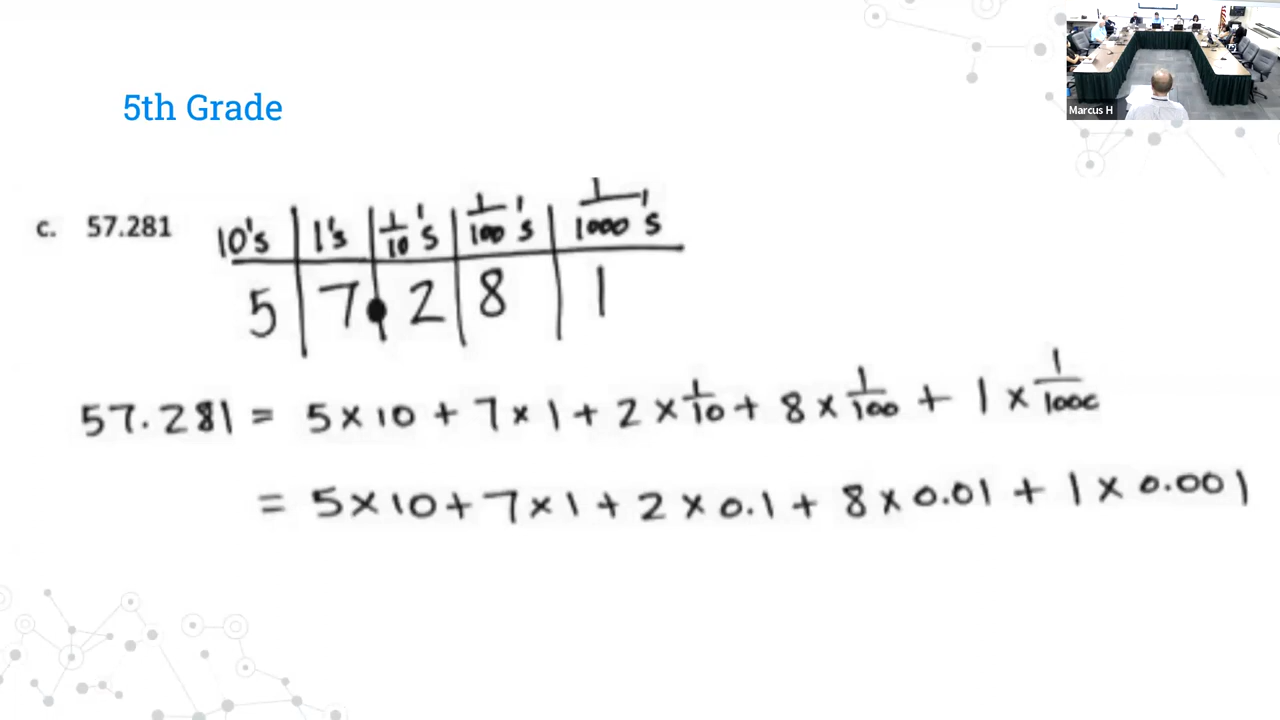 Marcus H
5th Grade
c. 57.281
10's | 1's | 1/10's | 1/100's | 1/1000's
5 | 7 . 2 | 8 | 1
57.281 = 5 × 10 + 7 × 1 + 2 × 1/10 + 8 × 1/100 + 1 × 1/1000
= 5 × 10 + 7 × 1 + 2 × 0.1 + 8 × 0.01 + 1 × 0.001